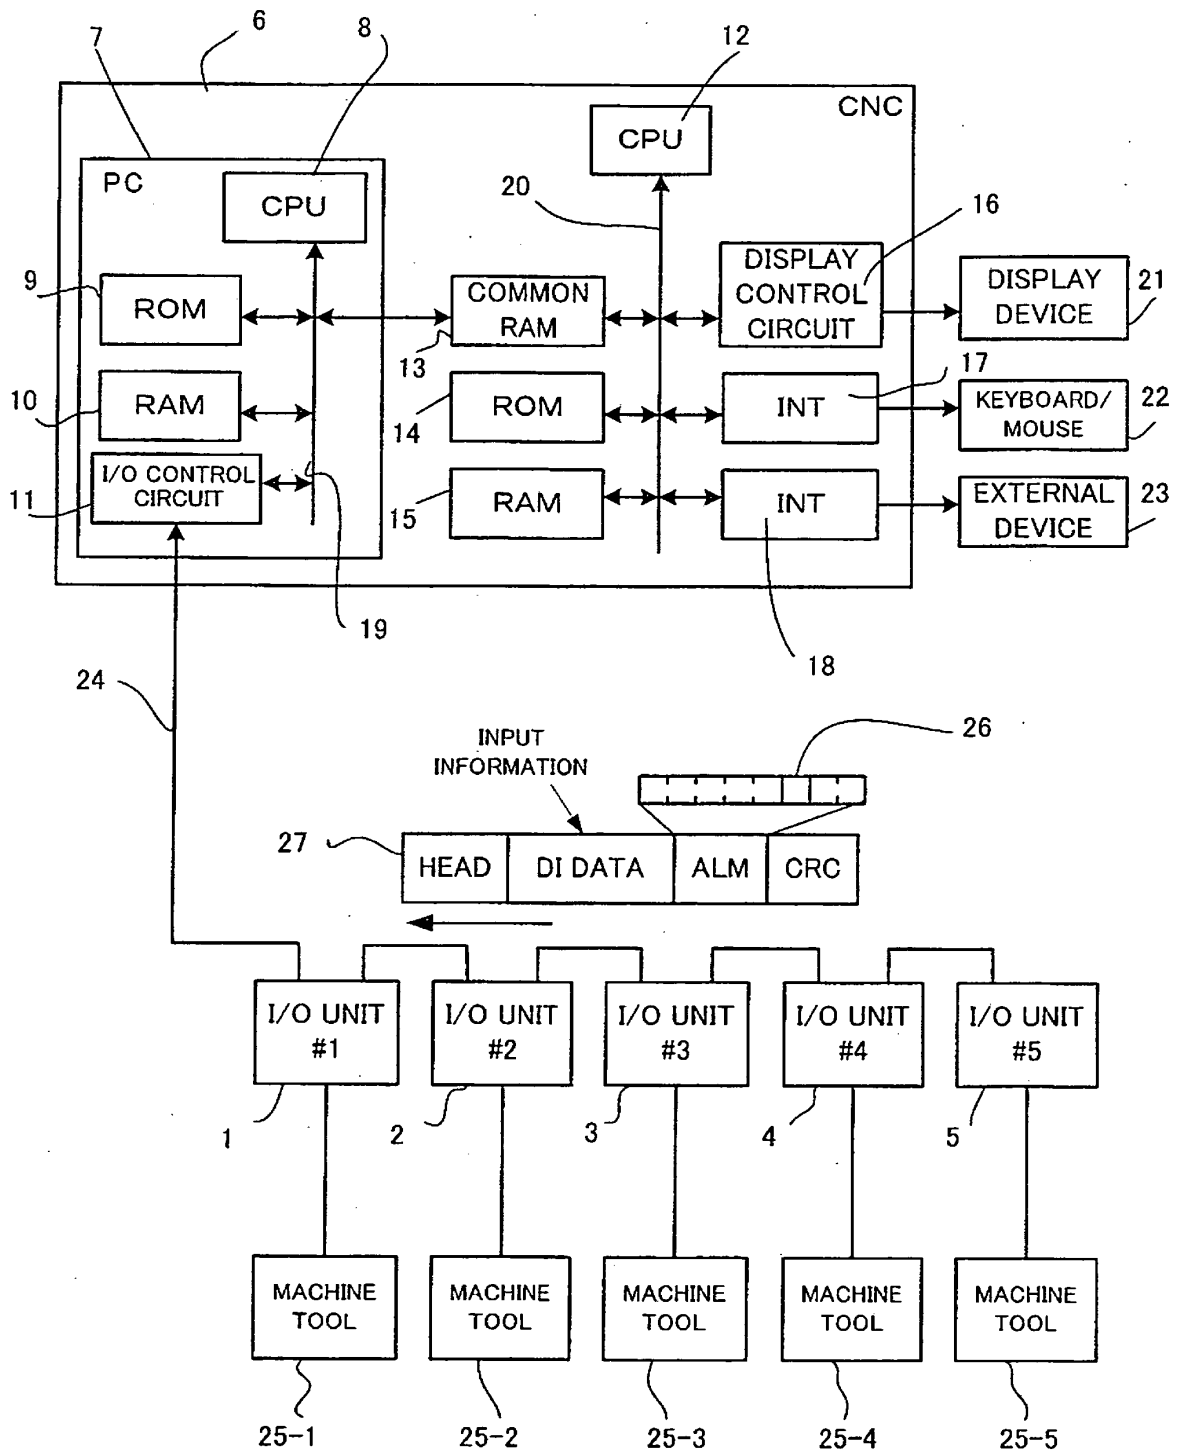 7
6
8
12
CNC
CPU
PC
CPU
20
16
9
ROM
COMMON
RAM
13
DISPLAY
CONTROL
CIRCUIT
DISPLAY
DEVICE
21
17
10
RAM
14
ROM
INT
KEYBOARD/
MOUSE
22
11
I/O CONTROL
CIRCUIT
15
RAM
INT
EXTERNAL
DEVICE
23
19
18
24
INPUT
INFORMATION
26
27
HEAD
DI DATA
ALM
CRC
I/O UNIT
#1
I/O UNIT
#2
I/O UNIT
#3
I/O UNIT
#4
I/O UNIT
#5
1
2
3
4
5
MACHINE
TOOL
MACHINE
TOOL
MACHINE
TOOL
MACHINE
TOOL
MACHINE
TOOL
25-1
25-2
25-3
25-4
25-5